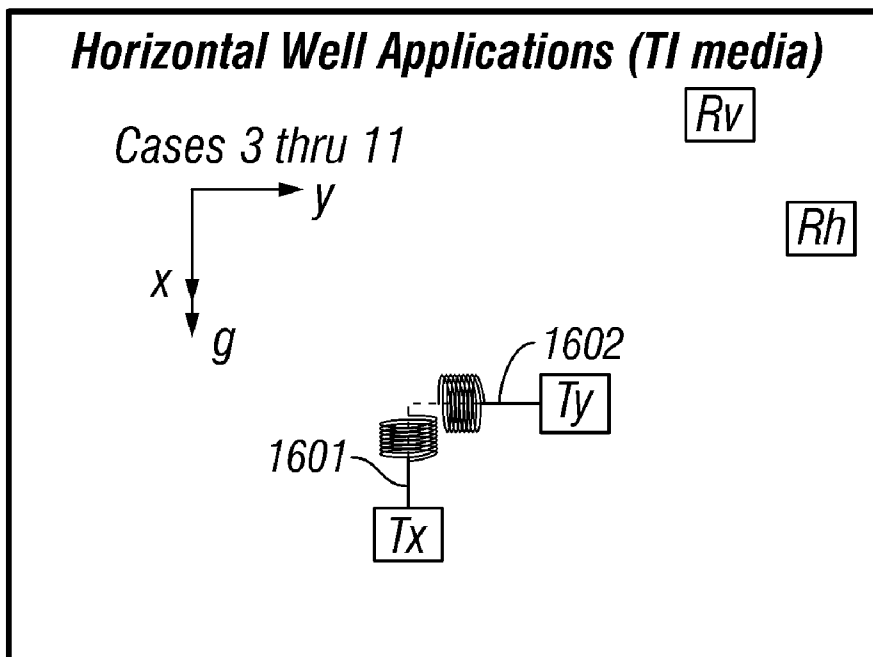 Horizontal Well Applications (TI media)
Rv
Cases 3 thru 11
y
Rh
x
g
1602
Ty
1601
Tx